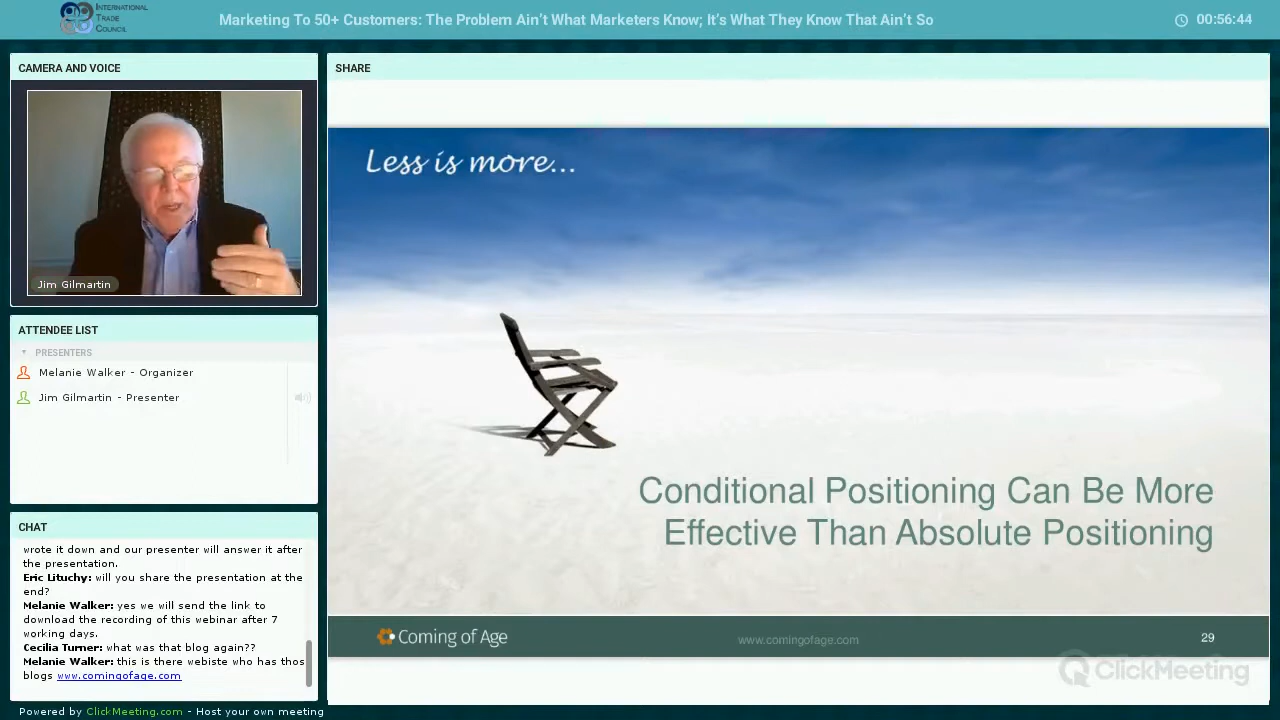 INTERNATIONAL
TRADE
COUNCIL
Marketing To 50+ Customers: The Problem Ain't What Marketers Know; It's What They Know That Ain't So
00:56:44
CAMERA AND VOICE
Jim Gilmartin
ATTENDEE LIST
PRESENTERS
Melanie Walker - Organizer
Jim Gilmartin - Presenter
CHAT
wrote it down and our presenter will answer it after
the presentation.
Eric Lituchy: will you share the presentation at the
end?
Melanie Walker: yes we will send the link to
download the recording of this webinar after 7
working days.
Cecilia Turner: what was that blog again??
Melanie Walker: this is there webiste who has thos
blogs www.comingofage.com
SHARE
Less is more...
Conditional Positioning Can Be More
Effective Than Absolute Positioning
Coming of Age
www.comingofage.com
29
ClickMeeting
Powered by ClickMeeting.com - Host your own meeting